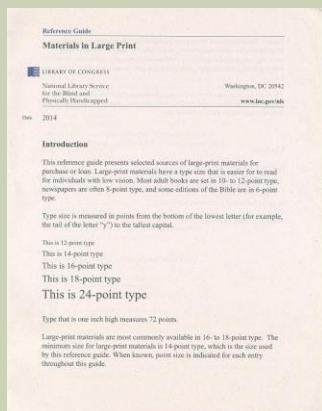 Reference Guide
Materials in Large Print
LIBRARY OF CONGRESS
National Library Service
for the Blind and
Physically Handicapped
Washington, DC 20542
www.loc.gov/nls
Date 2014
Introduction
This reference guide presents selected sources of large-print materials for
purchase or loan. Large-print materials have a type size that is easier for to read
for individuals with low vision. Most adult books are set in 10- to 12-point type,
newspapers are often 8-point type, and some editions of the Bible are in 6-point
type.
Type size is measured in points from the bottom of the lowest letter (for example,
the tail of the letter "y") to the tallest capital.
This is 12-point type
This is 14-point type
This is 16-point type
This is 18-point type
This is 24-point type
Type that is one inch high measures 72 points.
Large-print materials are most commonly available in 16- to 18-point type. The
minimum size for large-print materials is 14-point type, which is the size used
by this reference guide. When known, point size is indicated for each entry
throughout this guide.